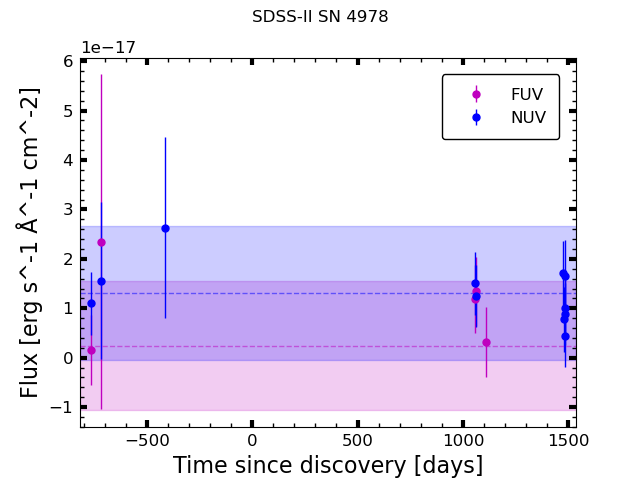 SDSS-II SN 4978
1e−17
6
5
4
3
2
1
0
−1
Flux [erg s^-1 Å^-1 cm^-2]
FUV
NUV
−500 0 500 1000 1500
Time since discovery [days]